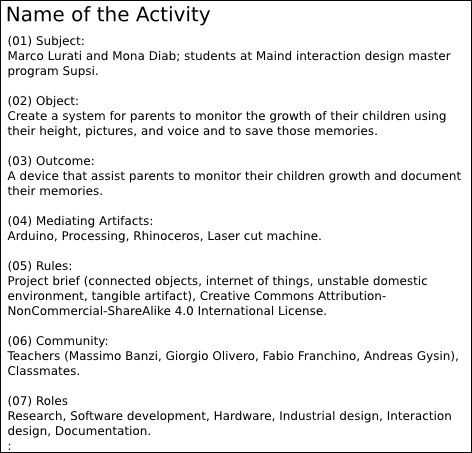 Name of the Activity
(01) Subject:
Marco Lurati and Mona Diab; students at Maind interaction design master
program Supsi.
(02) Object:
Create a system for parents to monitor the growth of their children using
their height, pictures, and voice and to save those memories.
(03) Outcome:
A device that assist parents to monitor their children growth and document
their memories.
(04) Mediating Artifacts:
Arduino, Processing, Rhinoceros, Laser cut machine.
(05) Rules:
Project brief (connected objects, internet of things, unstable domestic
environment, tangible artifact), Creative Commons Attribution-
NonCommercial-ShareAlike 4.0 International License.
(06) Community:
Teachers (Massimo Banzi, Giorgio Olivero, Fabio Franchino, Andreas Gysin),
Classmates.
(07) Roles
Research, Software development, Hardware, Industrial design, Interaction
design, Documentation.
: